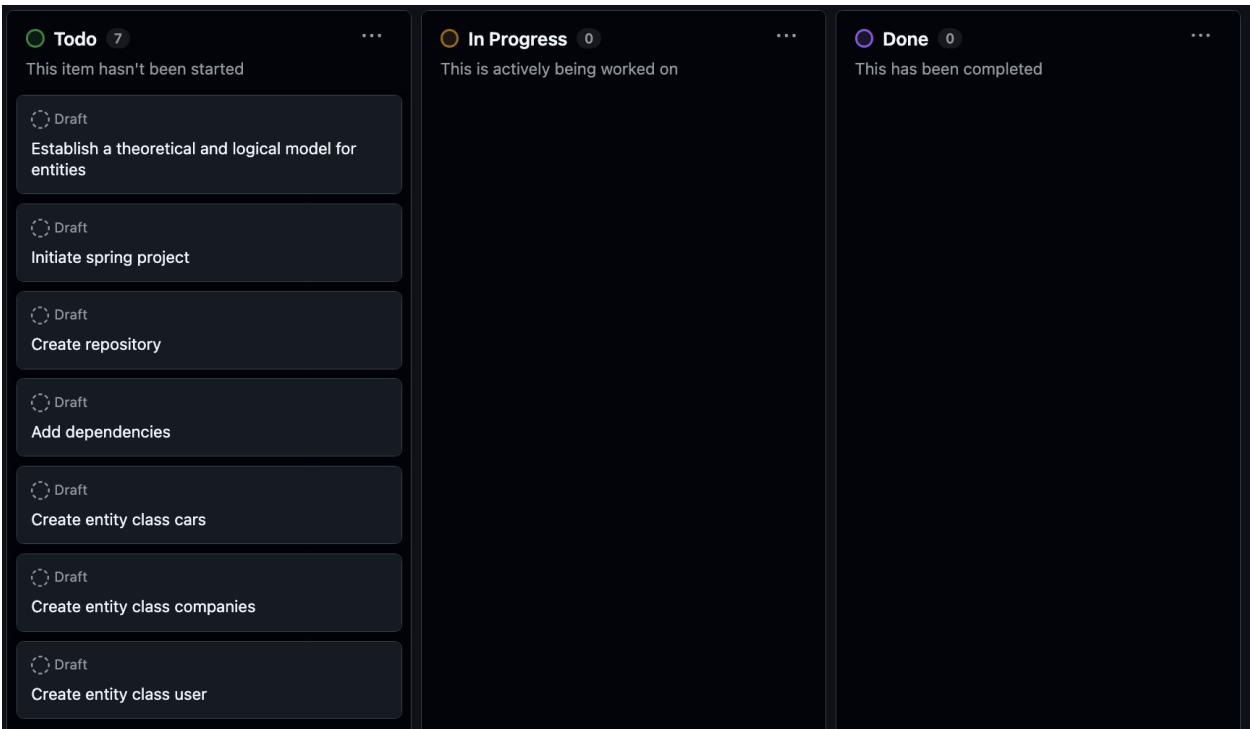 Todo 7
This item hasn't been started
Draft
Establish a theoretical and logical model for
entities
Draft
Initiate spring project
Draft
Create repository
Draft
Add dependencies
Draft
Create entity class cars
Draft
Create entity class companies
Draft
Create entity class user
In Progress 0
This is actively being worked on
Done 0
This has been completed